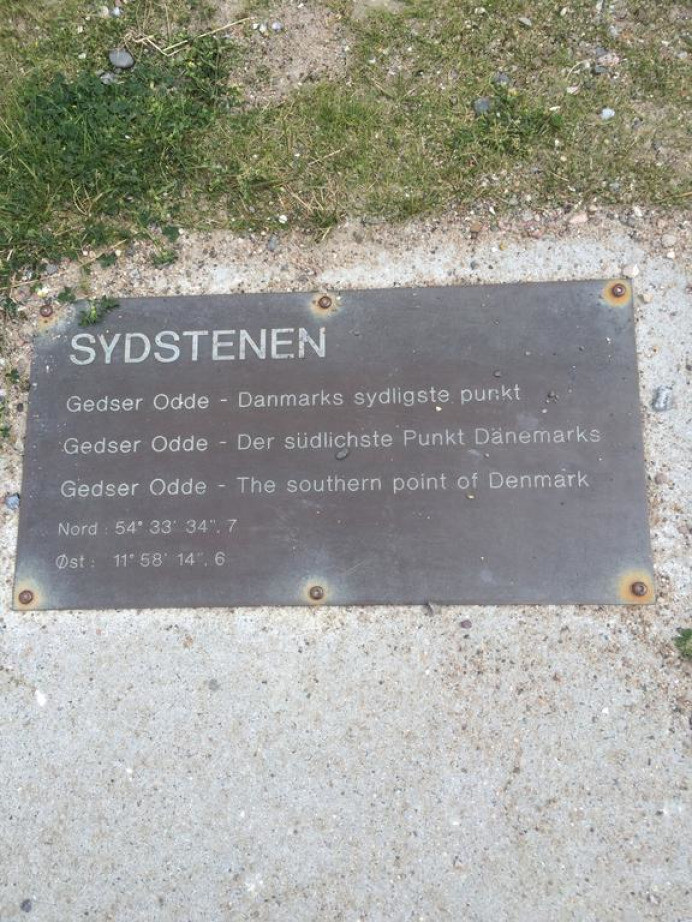 SYDSTENEN
Gedser Odde - Danmarks sydligste punkt
Gedser Odde - Der südlichste Punkt Dänemarks
Gedser Odde - The southern point of Denmark
Nord : 54° 33' 34", 7
Øst : 11° 58' 14", 6